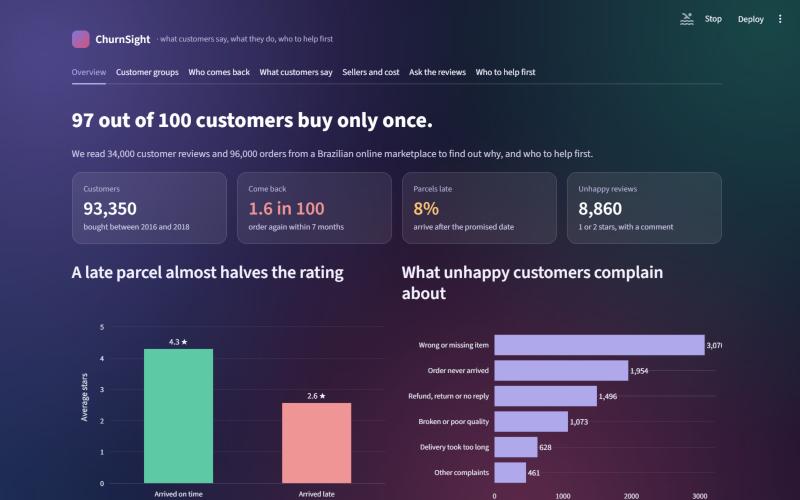 Stop
Deploy
ChurnSight
· what customers say, what they do, who to help first
Overview
Customer groups
Who comes back
What customers say
Sellers and cost
Ask the reviews
Who to help first
97 out of 100 customers buy only once.
We read 34,000 customer reviews and 96,000 orders from a Brazilian online marketplace to find out why, and who to help first.
Customers
93,350
bought between 2016 and 2018
Come back
1.6 in 100
order again within 7 months
Parcels late
8%
arrive after the promised date
Unhappy reviews
8,860
1 or 2 stars, with a comment
A late parcel almost halves the rating
5
4
3
2
1
0
Average stars
4.3 ★
2.6 ★
Arrived on time
Arrived late
What unhappy customers complain
about
Wrong or missing item
Order never arrived
1,954
Refund, return or no reply
1,496
Broken or poor quality
1,073
Delivery took too long
628
Other complaints
461
0
1000
2000
3000